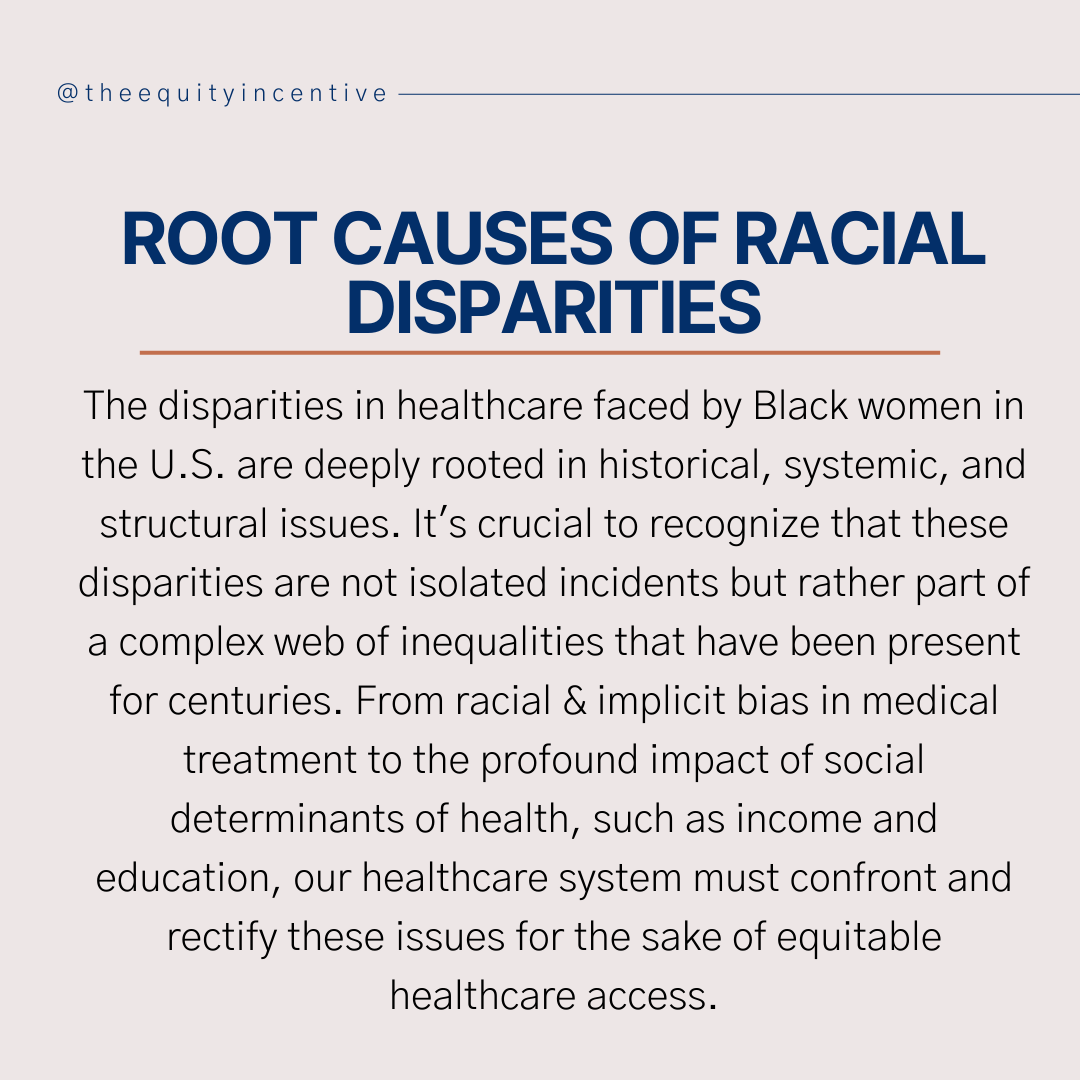 @theequityincentive
ROOT CAUSES OF RACIAL
DISPARITIES
The disparities in healthcare faced by Black women in
the U.S. are deeply rooted in historical, systemic, and
structural issues. It’s crucial to recognize that these
disparities are not isolated incidents but rather part of
a complex web of inequalities that have been present
for centuries. From racial & implicit bias in medical
treatment to the profound impact of social
determinants of health, such as income and
education, our healthcare system must confront and
rectify these issues for the sake of equitable
healthcare access.